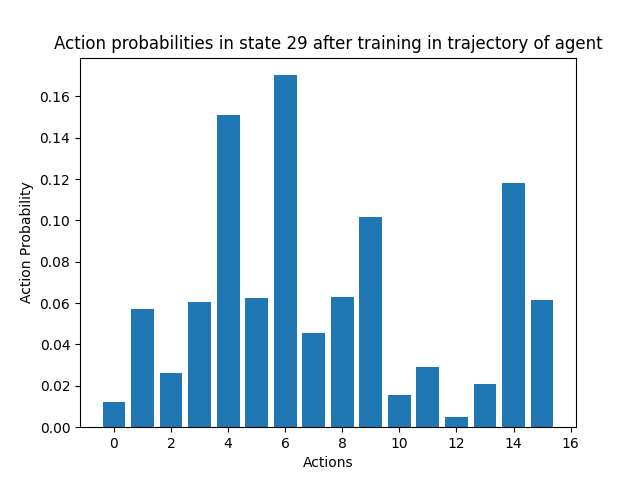 Action probabilities in state 29 after training in trajectory of agent
0.16
0.14
0.12
0.10
0.08
0.06
0.04
0.02
0.00
Action Probability
0 2 4 6 8 10 12 14 16
Actions